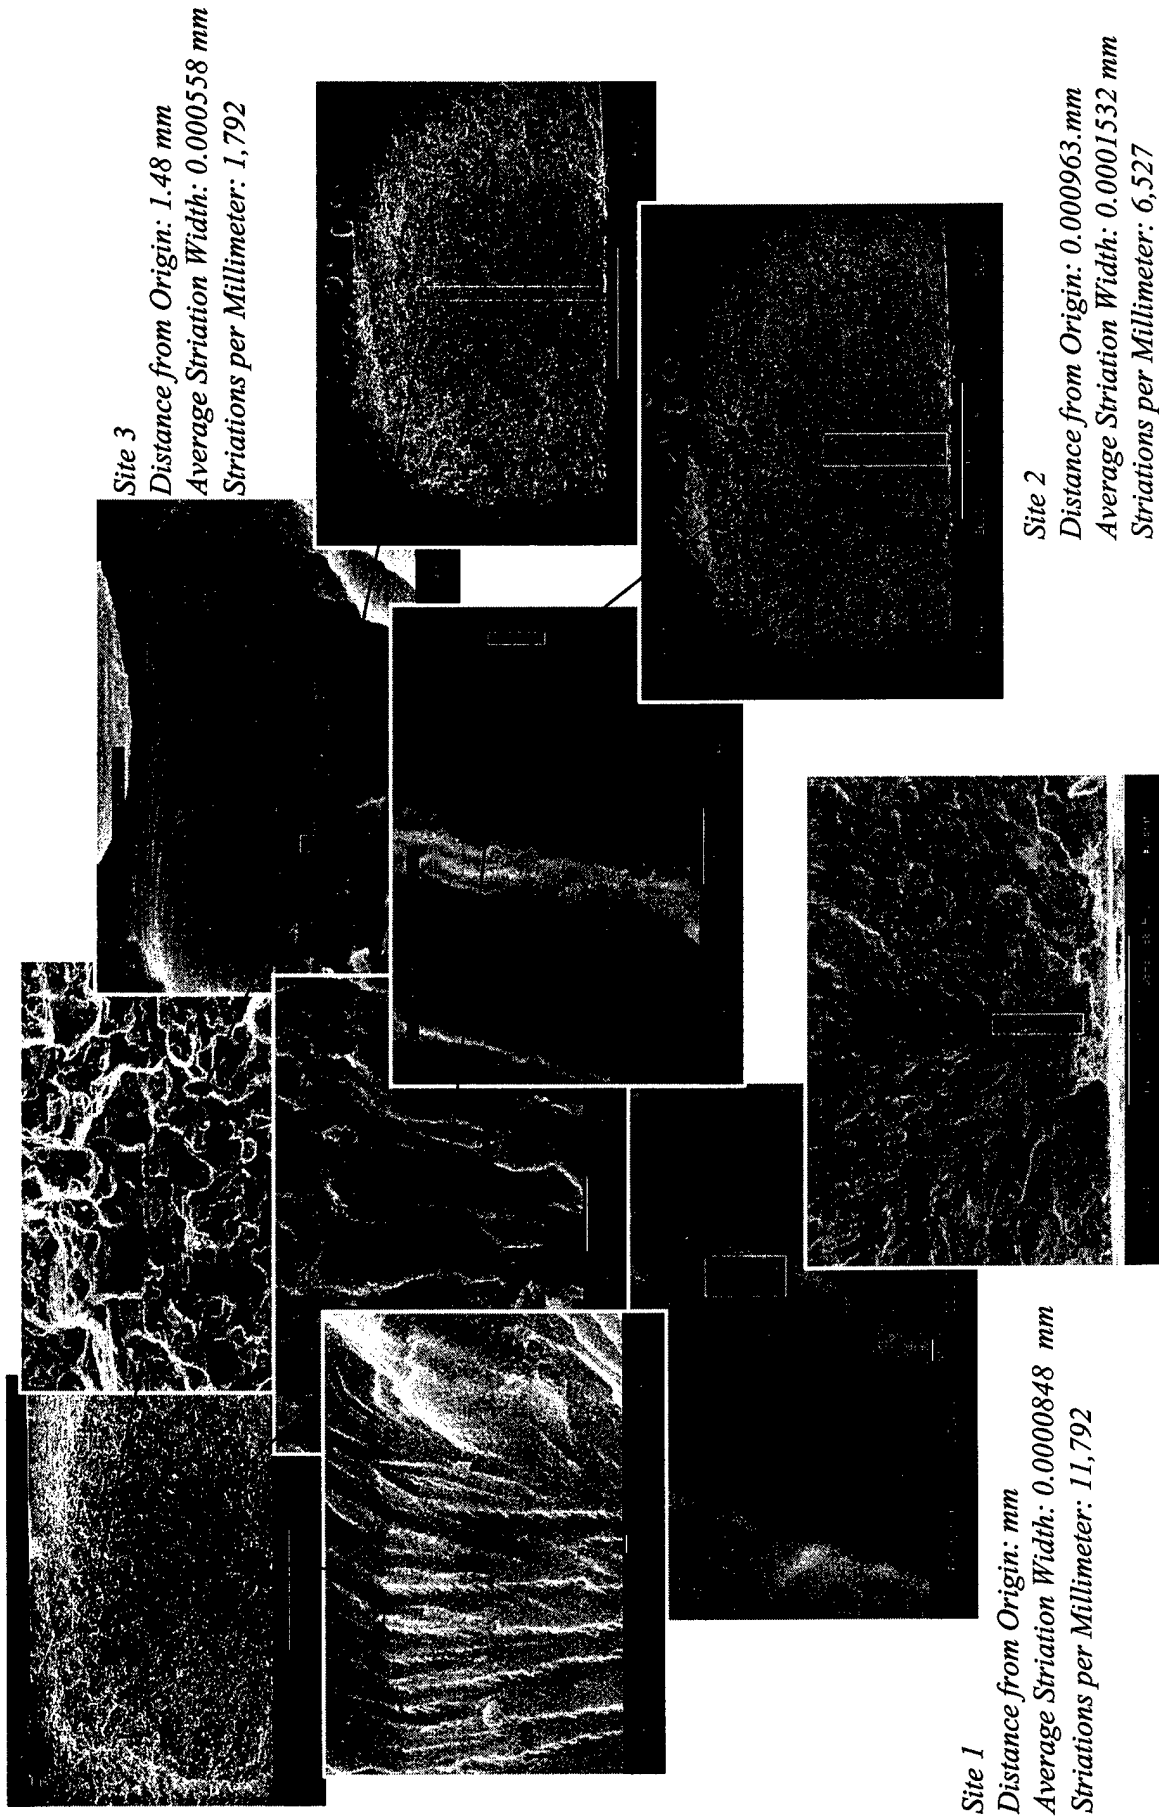 Site 3
Distance from Origin: 1.48 mm
Average Striation Width: 0.000558 mm
Striations per Millimeter: 1,792
Site 2
Distance from Origin: 0.000963.mm
Average Striation Width: 0.0001532 mm
Striations per Millimeter: 6,527
Site 1
Distance from Origin: mm
Average Striation Width: 0.0000848 mm
Striations per Millimeter: 11,792